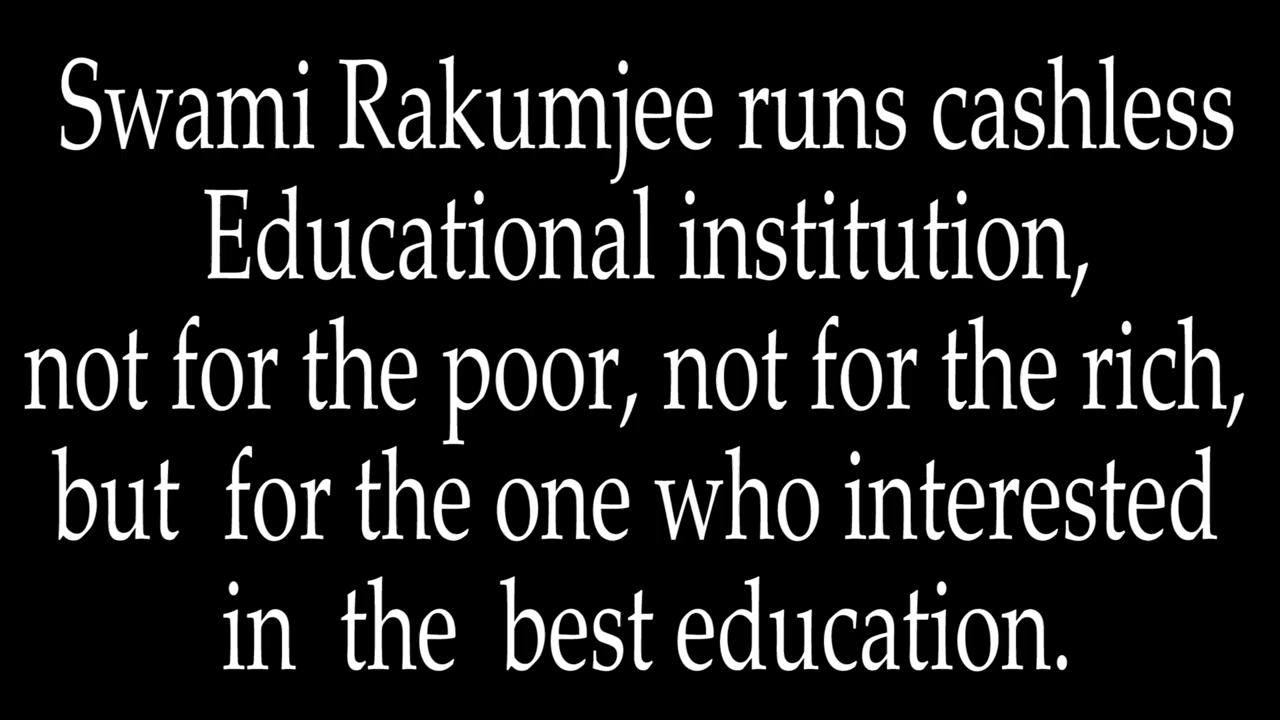 Swami Rakumjee runs cashless
Educational institution,
not for the poor, not for the rich,
but for the one who interested
in the best education.